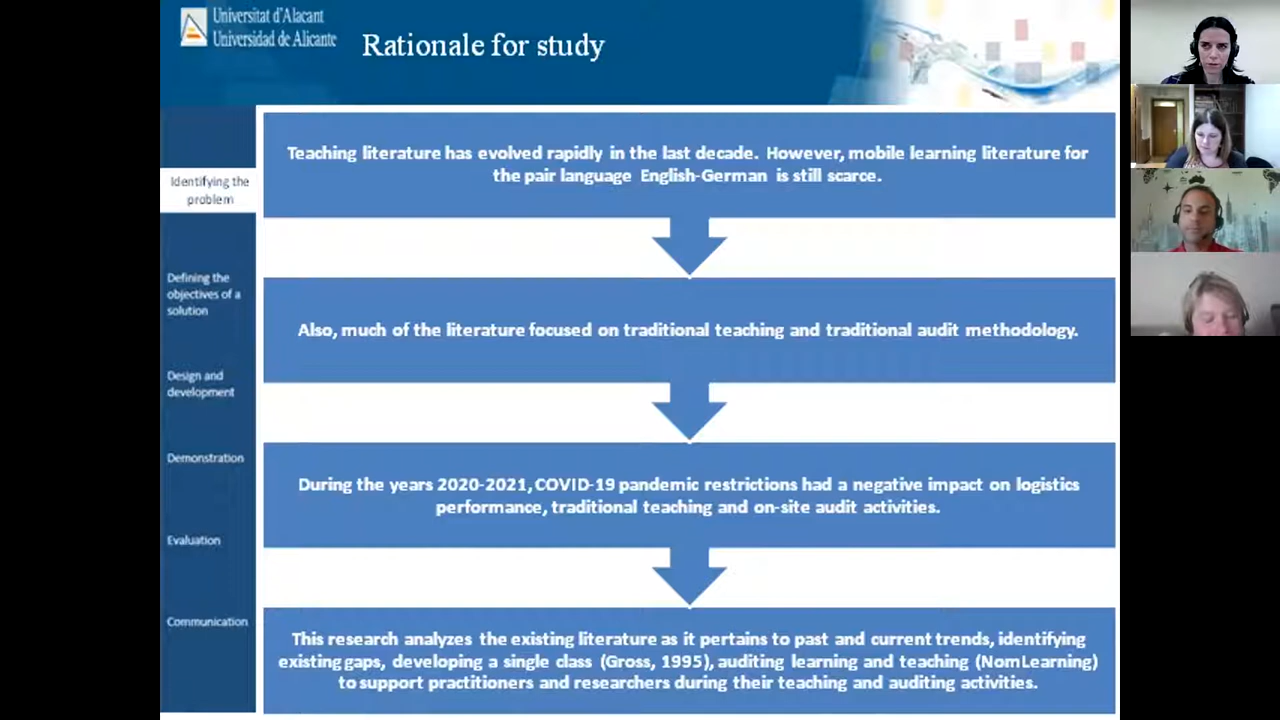 Universitat d'Alacant
Universidad de Alicante
Rationale for study
Identifying the
problem
Defining the
objectives of a
solution
Design and
development
Demonstration
Evaluation
Communication
Teaching literature has evolved rapidly in the last decade. However, mobile learning literature for
the pair language English-German is still scarce.
Also, much of the literature focused on traditional teaching and traditional audit methodology.
During the years 2020-2021, COVID-19 pandemic restrictions had a negative impact on logistics
performance, traditional teaching and on-site audit activities.
This research analyzes the existing literature as it pertains to past and current trends, identifying
existing gaps, developing a single class (Gross, 1995), auditing learning and teaching (NomLearning)
to support practitioners and researchers during their teaching and auditing activities.